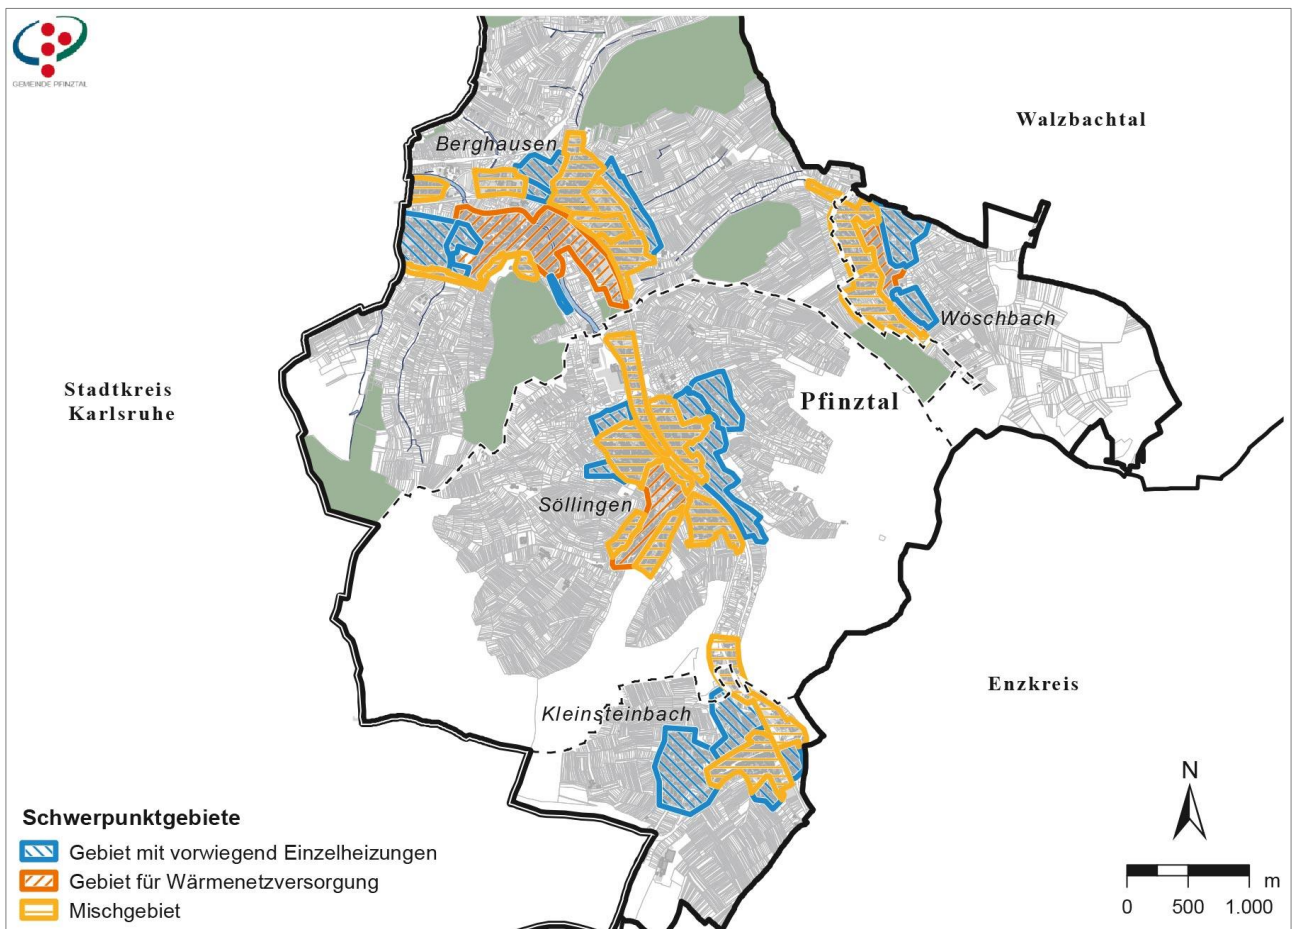 GEMEINDE PFINZTAL
Berghausen
Walzbachtal
Wöschbach
Stadtkreis
Karlsruhe
Pfinztal
Söllingen
Enzkreis
Kleinsteinbach
N
m
0 500 1.000
Schwerpunktgebiete
Gebiet mit vorwiegend Einzelheizungen
Gebiet für Wärmenetzversorgung
Mischgebiet